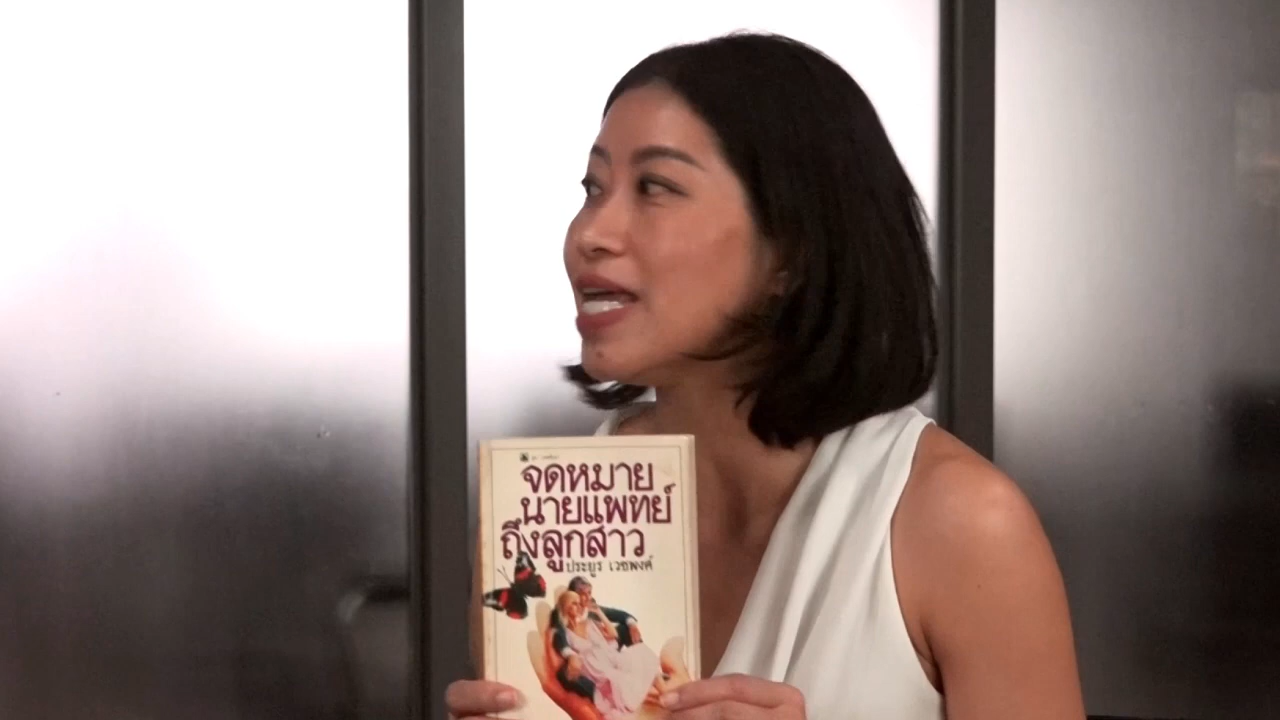 จดหมาย
นายแพทย์
ถึงลูกสาว
ประยูร เวชพงศ์